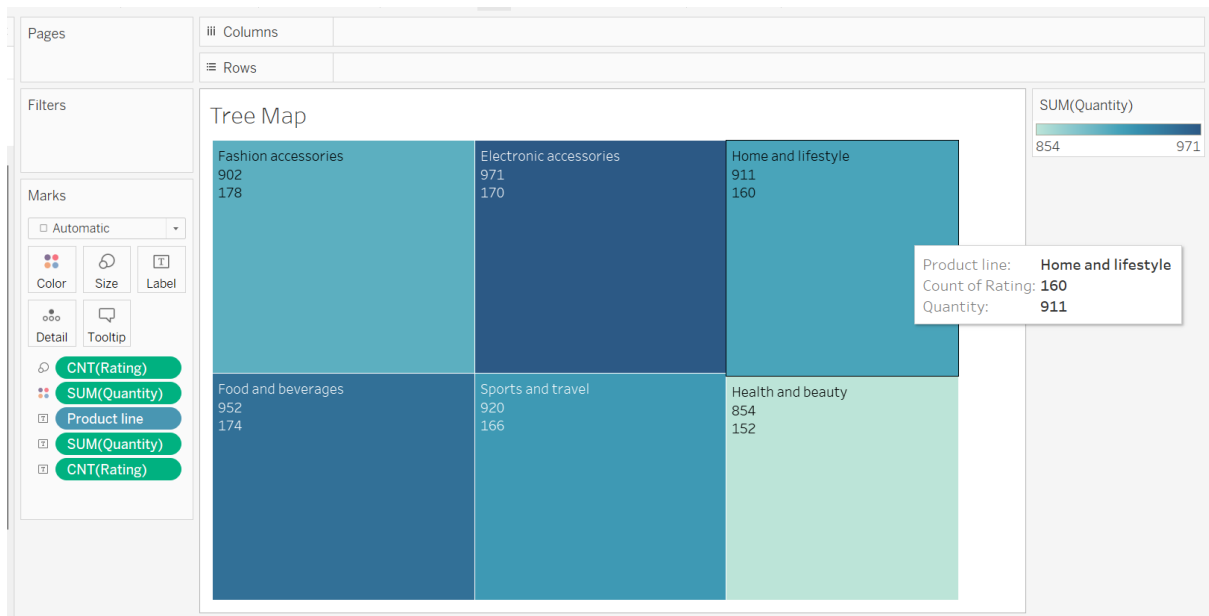 Pages
iii Columns
Rows
Filters
Marks
Automatic
Color
Size
Label
Detail
Tooltip
CNT(Rating)
SUM(Quantity)
Product line
SUM(Quantity)
CNT(Rating)
Tree Map
Fashion accessories
902
178
Electronic accessories
971
170
Home and lifestyle
911
160
Food and beverages
952
174
Sports and travel
920
166
Health and beauty
854
152
Product line: Home and lifestyle
Count of Rating: 160
Quantity: 911
SUM(Quantity)
854 971